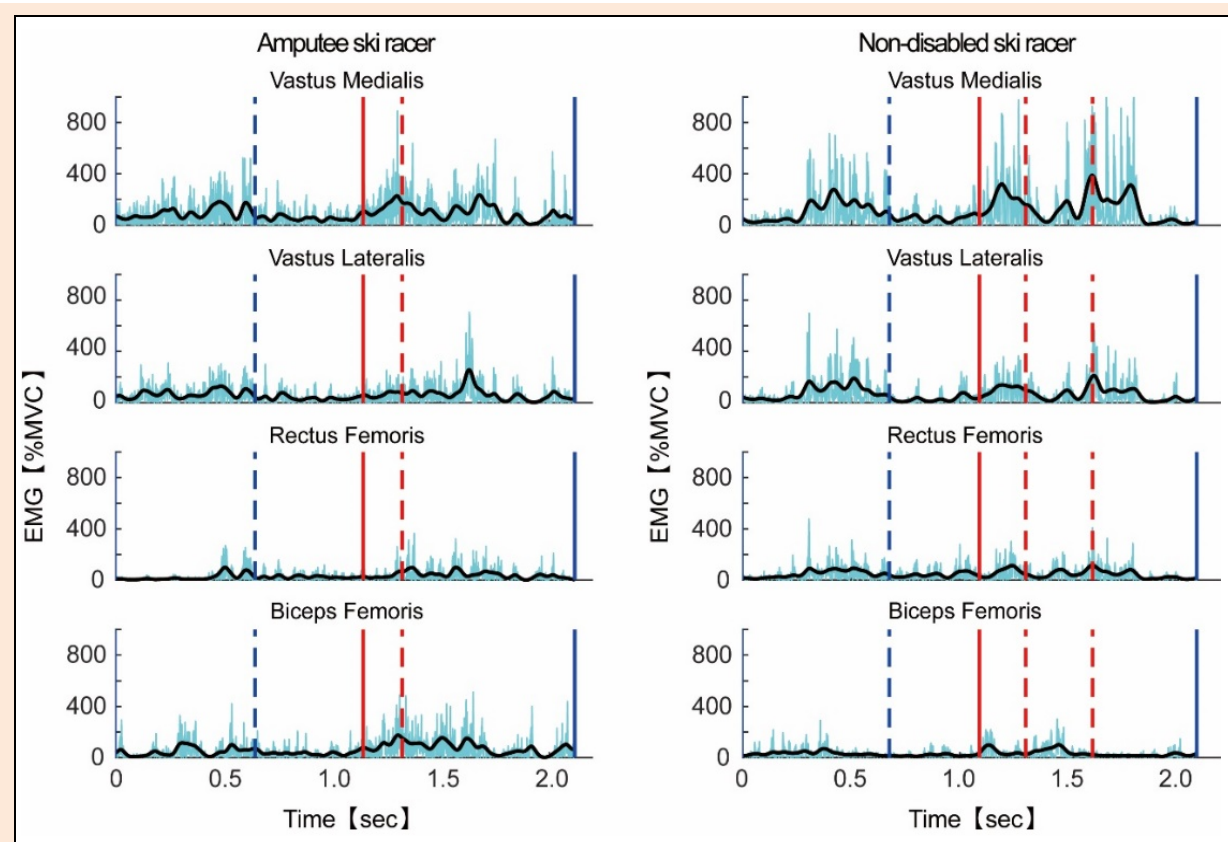 Amputee ski racer
Vastus Medialis
800
400
0
Vastus Lateralis
800
400
0
Rectus Femoris
800
400
0
Biceps Femoris
800
400
0
0 0.5 1.0 1.5 2.0
Time【sec】
EMG【%MVC】
Non-disabled ski racer
Vastus Medialis
800
400
0
Vastus Lateralis
800
400
0
Rectus Femoris
800
400
0
Biceps Femoris
800
400
0
0 0.5 1.0 1.5 2.0
Time【sec】
EMG【%MVC】